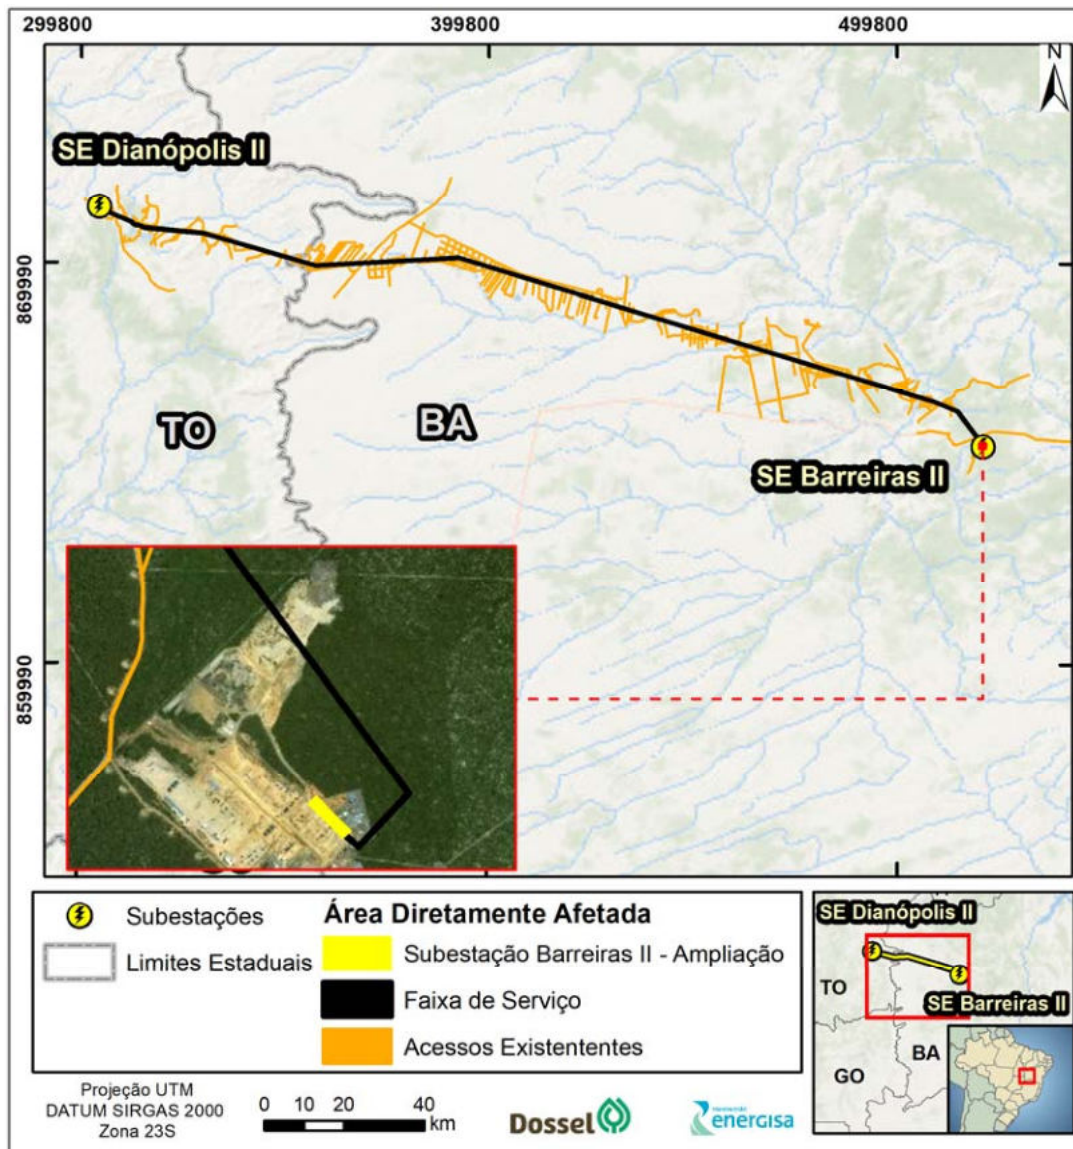 299800
399800
499800
N
SE Dianópolis II
869990
TO
BA
SE Barreiras II
859990
Subestações
Limites Estaduais
Área Diretamente Afetada
Subestação Barreiras II - Ampliação
Faixa de Serviço
Acessos Existententes
SE Dianópolis II
TO
SE Barreiras II
BA
GO
Projeção UTM
DATUM SIRGAS 2000
Zona 23S
0 10 20 40
km
Dossel
energisa